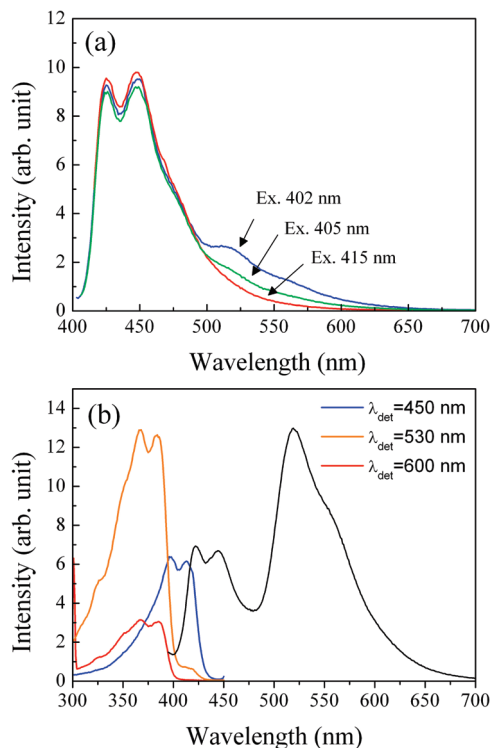 (a)
Intensity (arb. unit)
12
10
8
6
4
2
0
Ex. 402 nm
Ex. 405 nm
Ex. 415 nm
400 450 500 550 600 650 700
Wavelength (nm)
(b)
λdet=450 nm
λdet=530 nm
λdet=600 nm
Intensity (arb. unit)
14
12
10
8
6
4
2
0
300 350 400 450 500 550 600 650 700
Wavelength (nm)